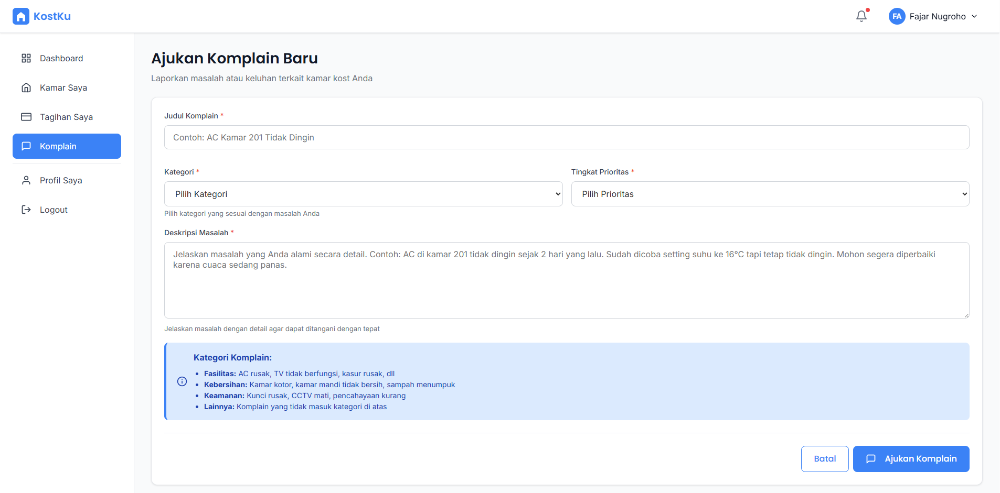 KostKu
FA Fajar Nugroho
Dashboard
Kamar Saya
Tagihan Saya
Komplain
Profil Saya
Logout
Ajukan Komplain Baru
Laporkan masalah atau keluhan terkait kamar kost Anda
Judul Komplain *
Contoh: AC Kamar 201 Tidak Dingin
Kategori *
Pilih Kategori
Pilih kategori yang sesuai dengan masalah Anda
Tingkat Prioritas *
Pilih Prioritas
Deskripsi Masalah *
Jelaskan masalah yang Anda alami secara detail. Contoh: AC di kamar 201 tidak dingin sejak 2 hari yang lalu. Sudah dicoba setting suhu ke 16°C tapi tetap tidak dingin. Mohon segera diperbaiki
karena cuaca sedang panas.
Jelaskan masalah dengan detail agar dapat ditangani dengan tepat
Kategori Komplain:
• Fasilitas: AC rusak, TV tidak berfungsi, kasur rusak, dll
• Kebersihan: Kamar kotor, kamar mandi tidak bersih, sampah menumpuk
• Keamanan: Kunci rusak, CCTV mati, pencahayaan kurang
• Lainnya: Komplain yang tidak masuk kategori di atas
Batal
Ajukan Komplain